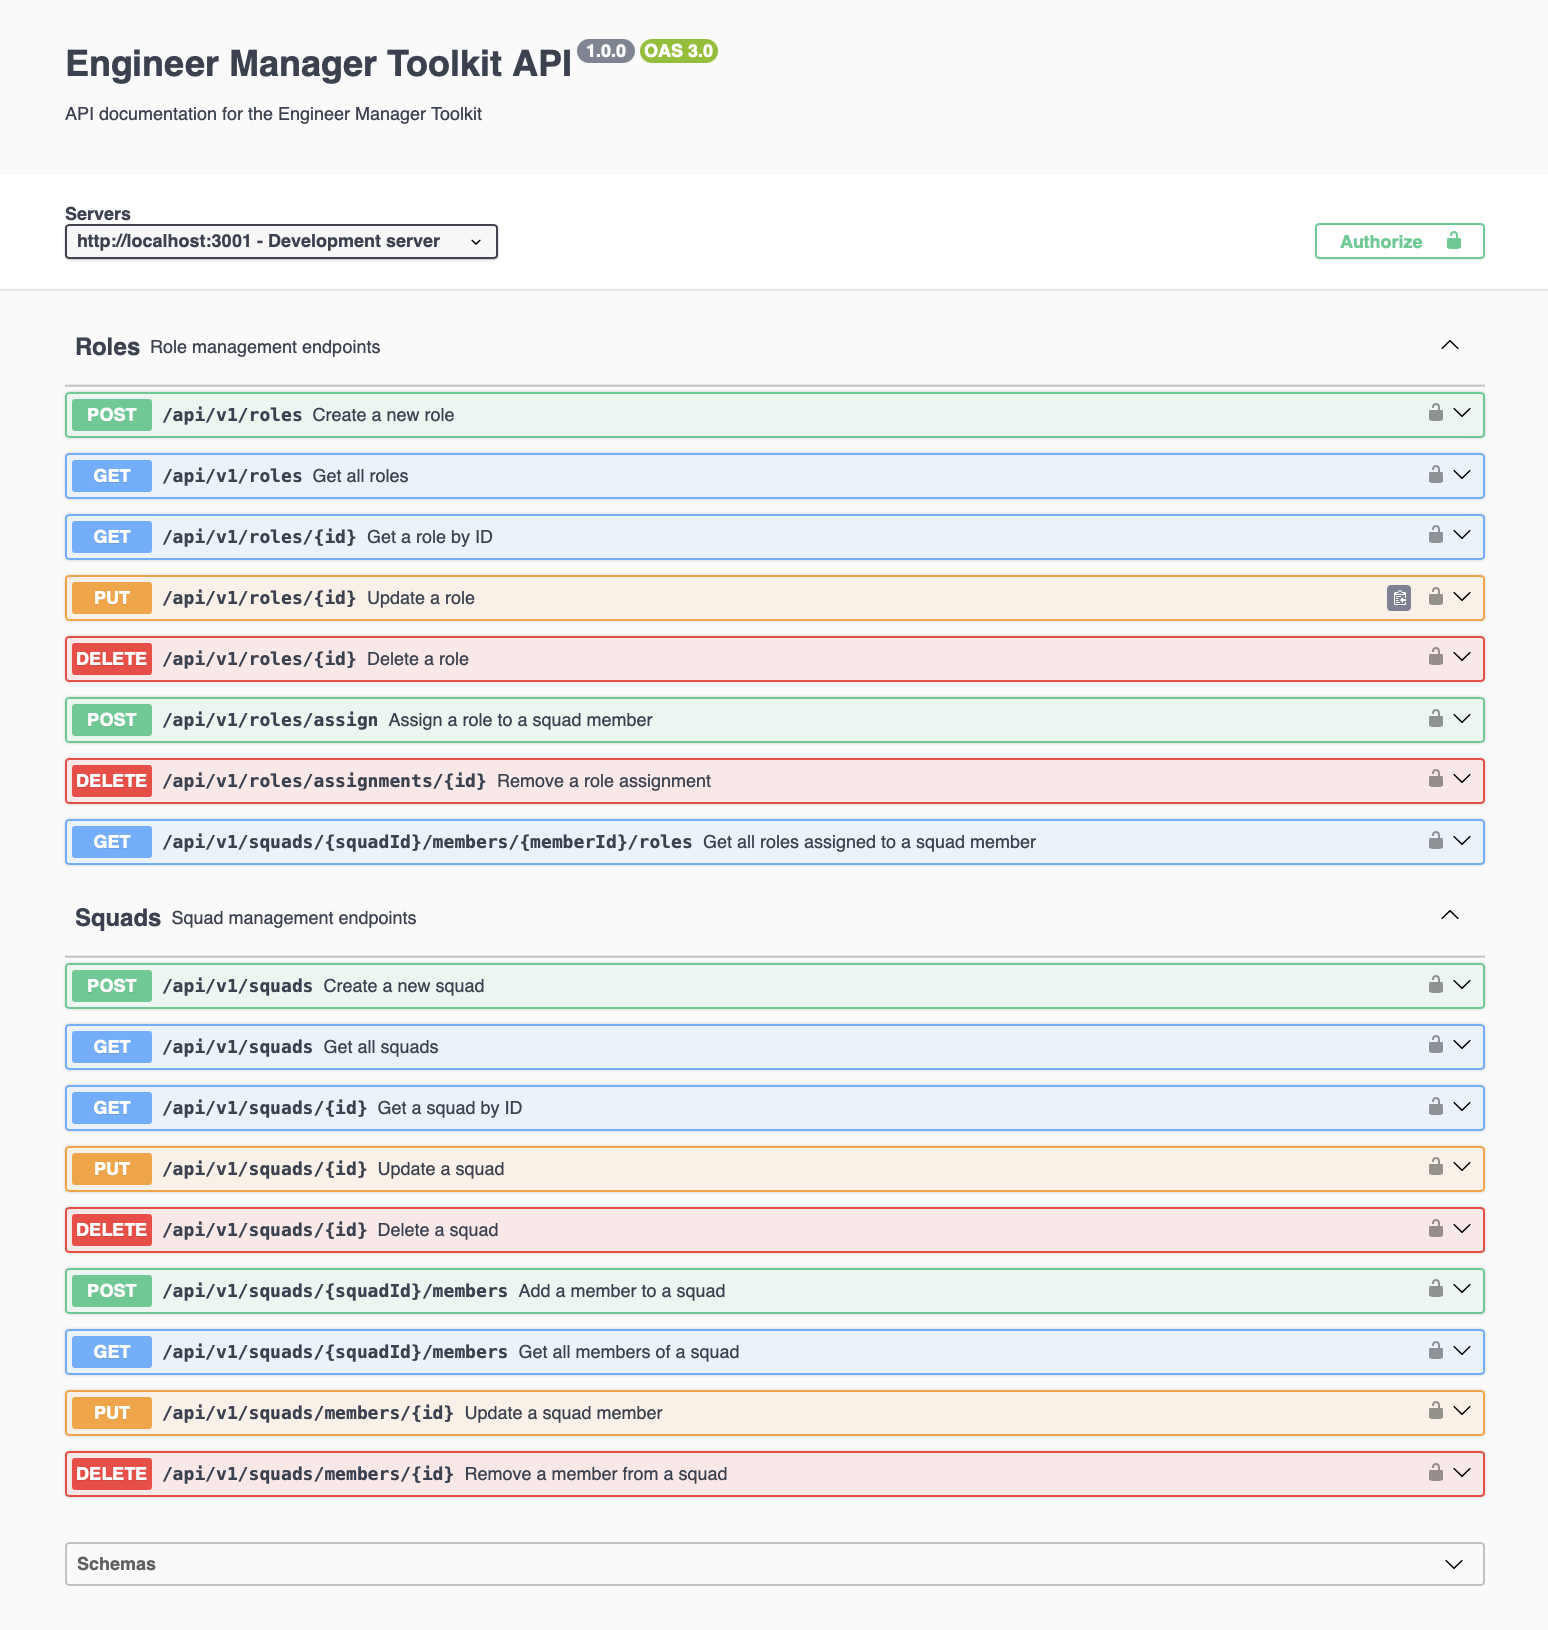 Engineer Manager Toolkit API 1.0.0 OAS 3.0
API documentation for the Engineer Manager Toolkit
Servers
http://localhost:3001 - Development server
Authorize
Roles Role management endpoints
POST /api/v1/roles Create a new role
GET /api/v1/roles Get all roles
GET /api/v1/roles/{id} Get a role by ID
PUT /api/v1/roles/{id} Update a role
DELETE /api/v1/roles/{id} Delete a role
POST /api/v1/roles/assign Assign a role to a squad member
DELETE /api/v1/roles/assignments/{id} Remove a role assignment
GET /api/v1/squads/{squadId}/members/{memberId}/roles Get all roles assigned to a squad member
Squads Squad management endpoints
POST /api/v1/squads Create a new squad
GET /api/v1/squads Get all squads
GET /api/v1/squads/{id} Get a squad by ID
PUT /api/v1/squads/{id} Update a squad
DELETE /api/v1/squads/{id} Delete a squad
POST /api/v1/squads/{squadId}/members Add a member to a squad
GET /api/v1/squads/{squadId}/members Get all members of a squad
PUT /api/v1/squads/members/{id} Update a squad member
DELETE /api/v1/squads/members/{id} Remove a member from a squad
Schemas